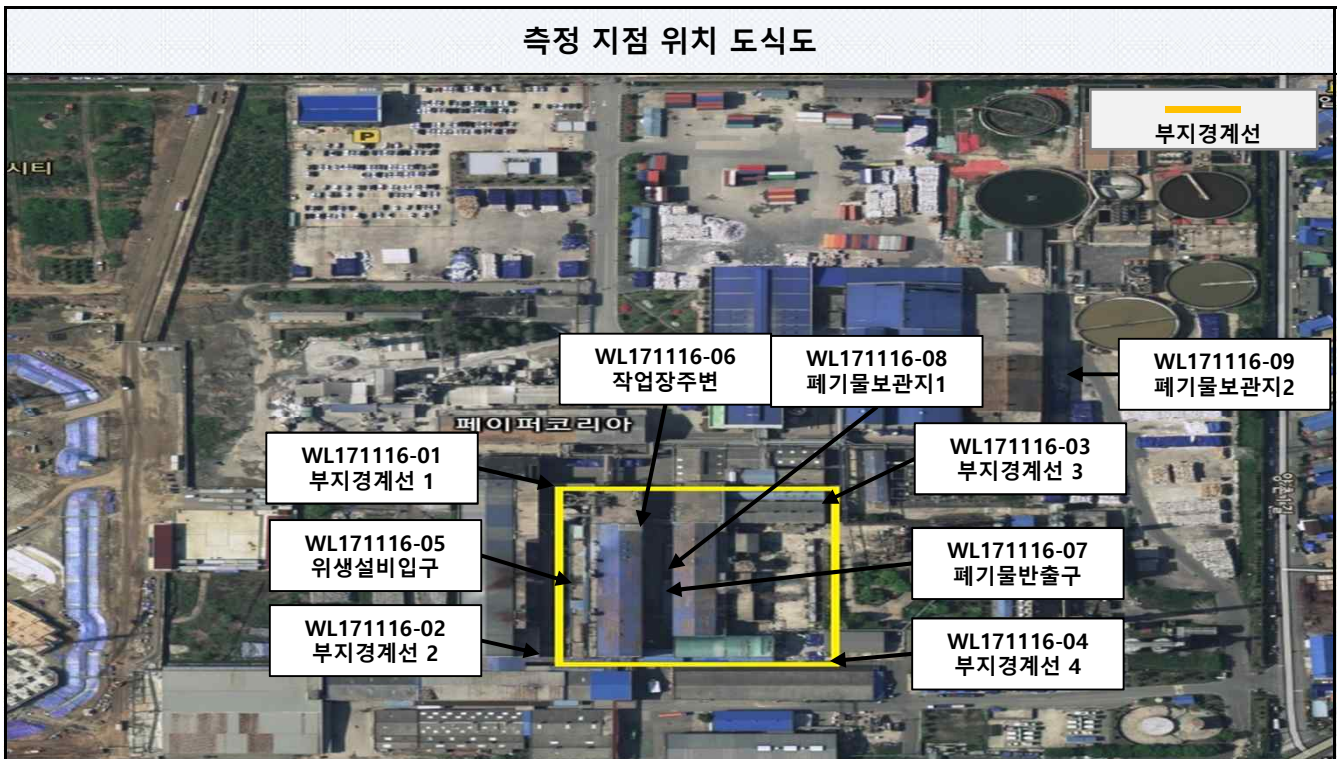 측정 지점 위치 도식도
부지경계선
시티
P
WL171116-06
작업장주변
WL171116-08
폐기물보관지1
WL171116-09
폐기물보관지2
페이퍼코리아
WL171116-01
부지경계선 1
WL171116-03
부지경계선 3
WL171116-05
위생설비입구
WL171116-07
폐기물반출구
WL171116-02
부지경계선 2
WL171116-04
부지경계선 4